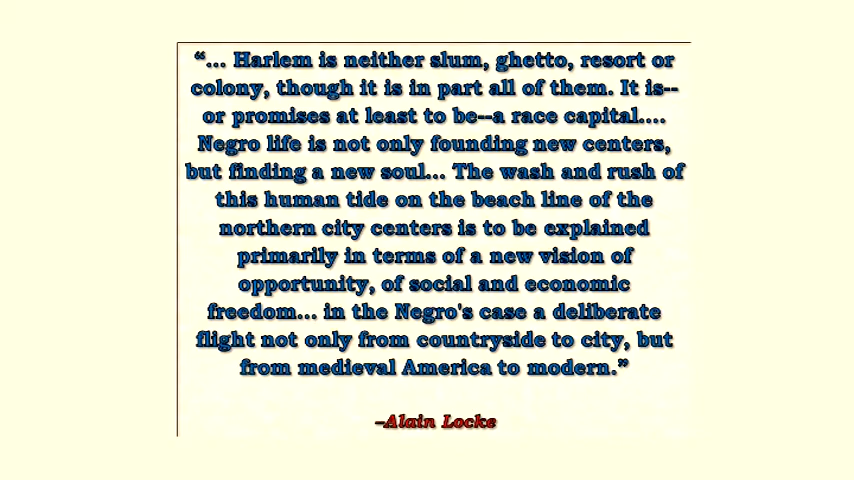 “... Harlem is neither slum, ghetto, resort or
colony, though it is in part all of them. It is--
or promises at least to be--a race capital....
Negro life is not only founding new centers,
but finding a new soul... The wash and rush of
this human tide on the beach line of the
northern city centers is to be explained
primarily in terms of a new vision of
opportunity, of social and economic
freedom... in the Negro's case a deliberate
flight not only from countryside to city, but
from medieval America to modern.”
–Alain Locke